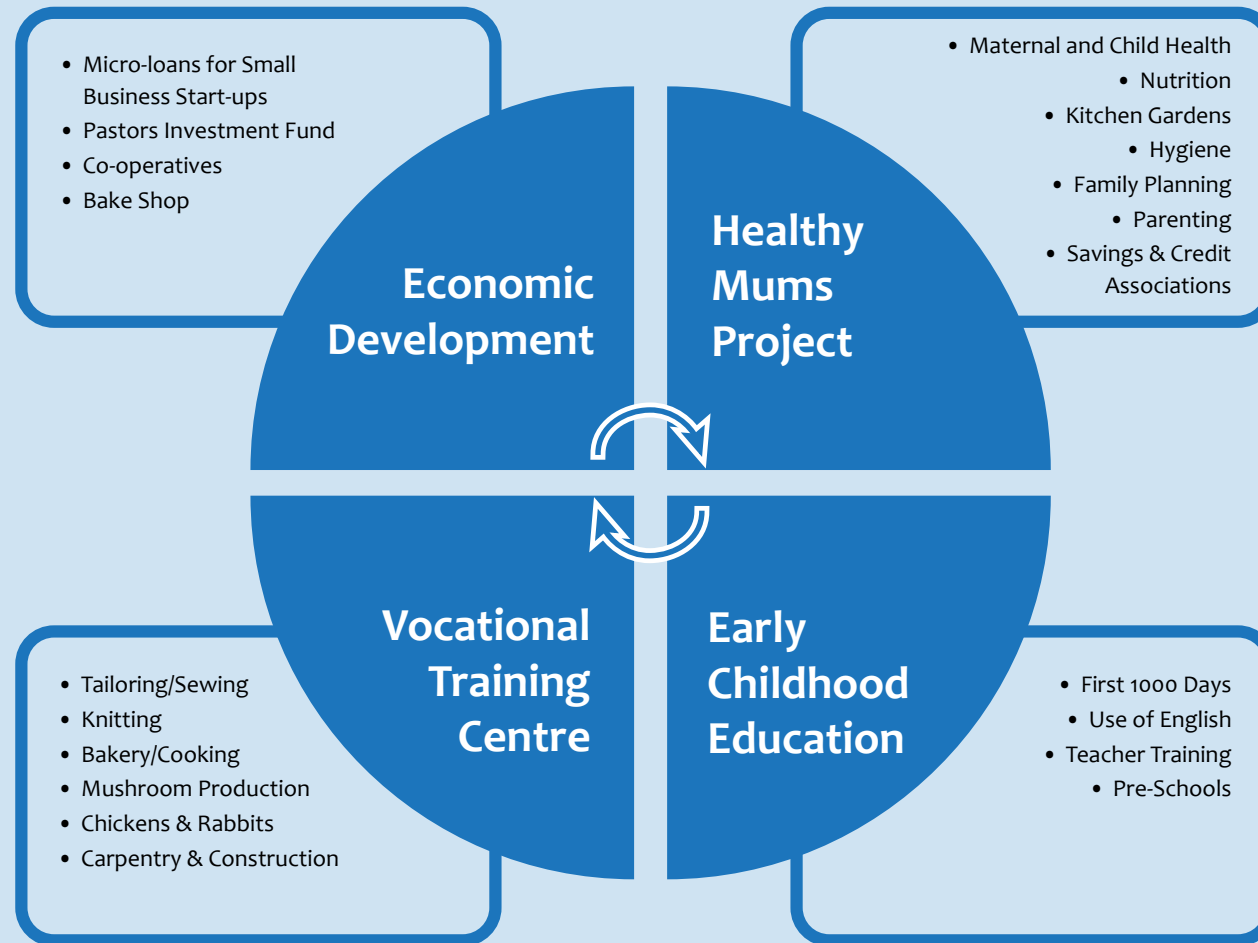 • Micro-loans for Small
Business Start-ups
• Pastors Investment Fund
• Co-operatives
• Bake Shop
Economic
Development
• Maternal and Child Health
• Nutrition
• Kitchen Gardens
• Hygiene
• Family Planning
• Parenting
• Savings & Credit
Associations
Healthy
Mums
Project
• Tailoring/Sewing
• Knitting
• Bakery/Cooking
• Mushroom Production
• Chickens & Rabbits
• Carpentry & Construction
Vocational
Training
Centre
Early
Childhood
Education
• First 1000 Days
• Use of English
• Teacher Training
• Pre-Schools